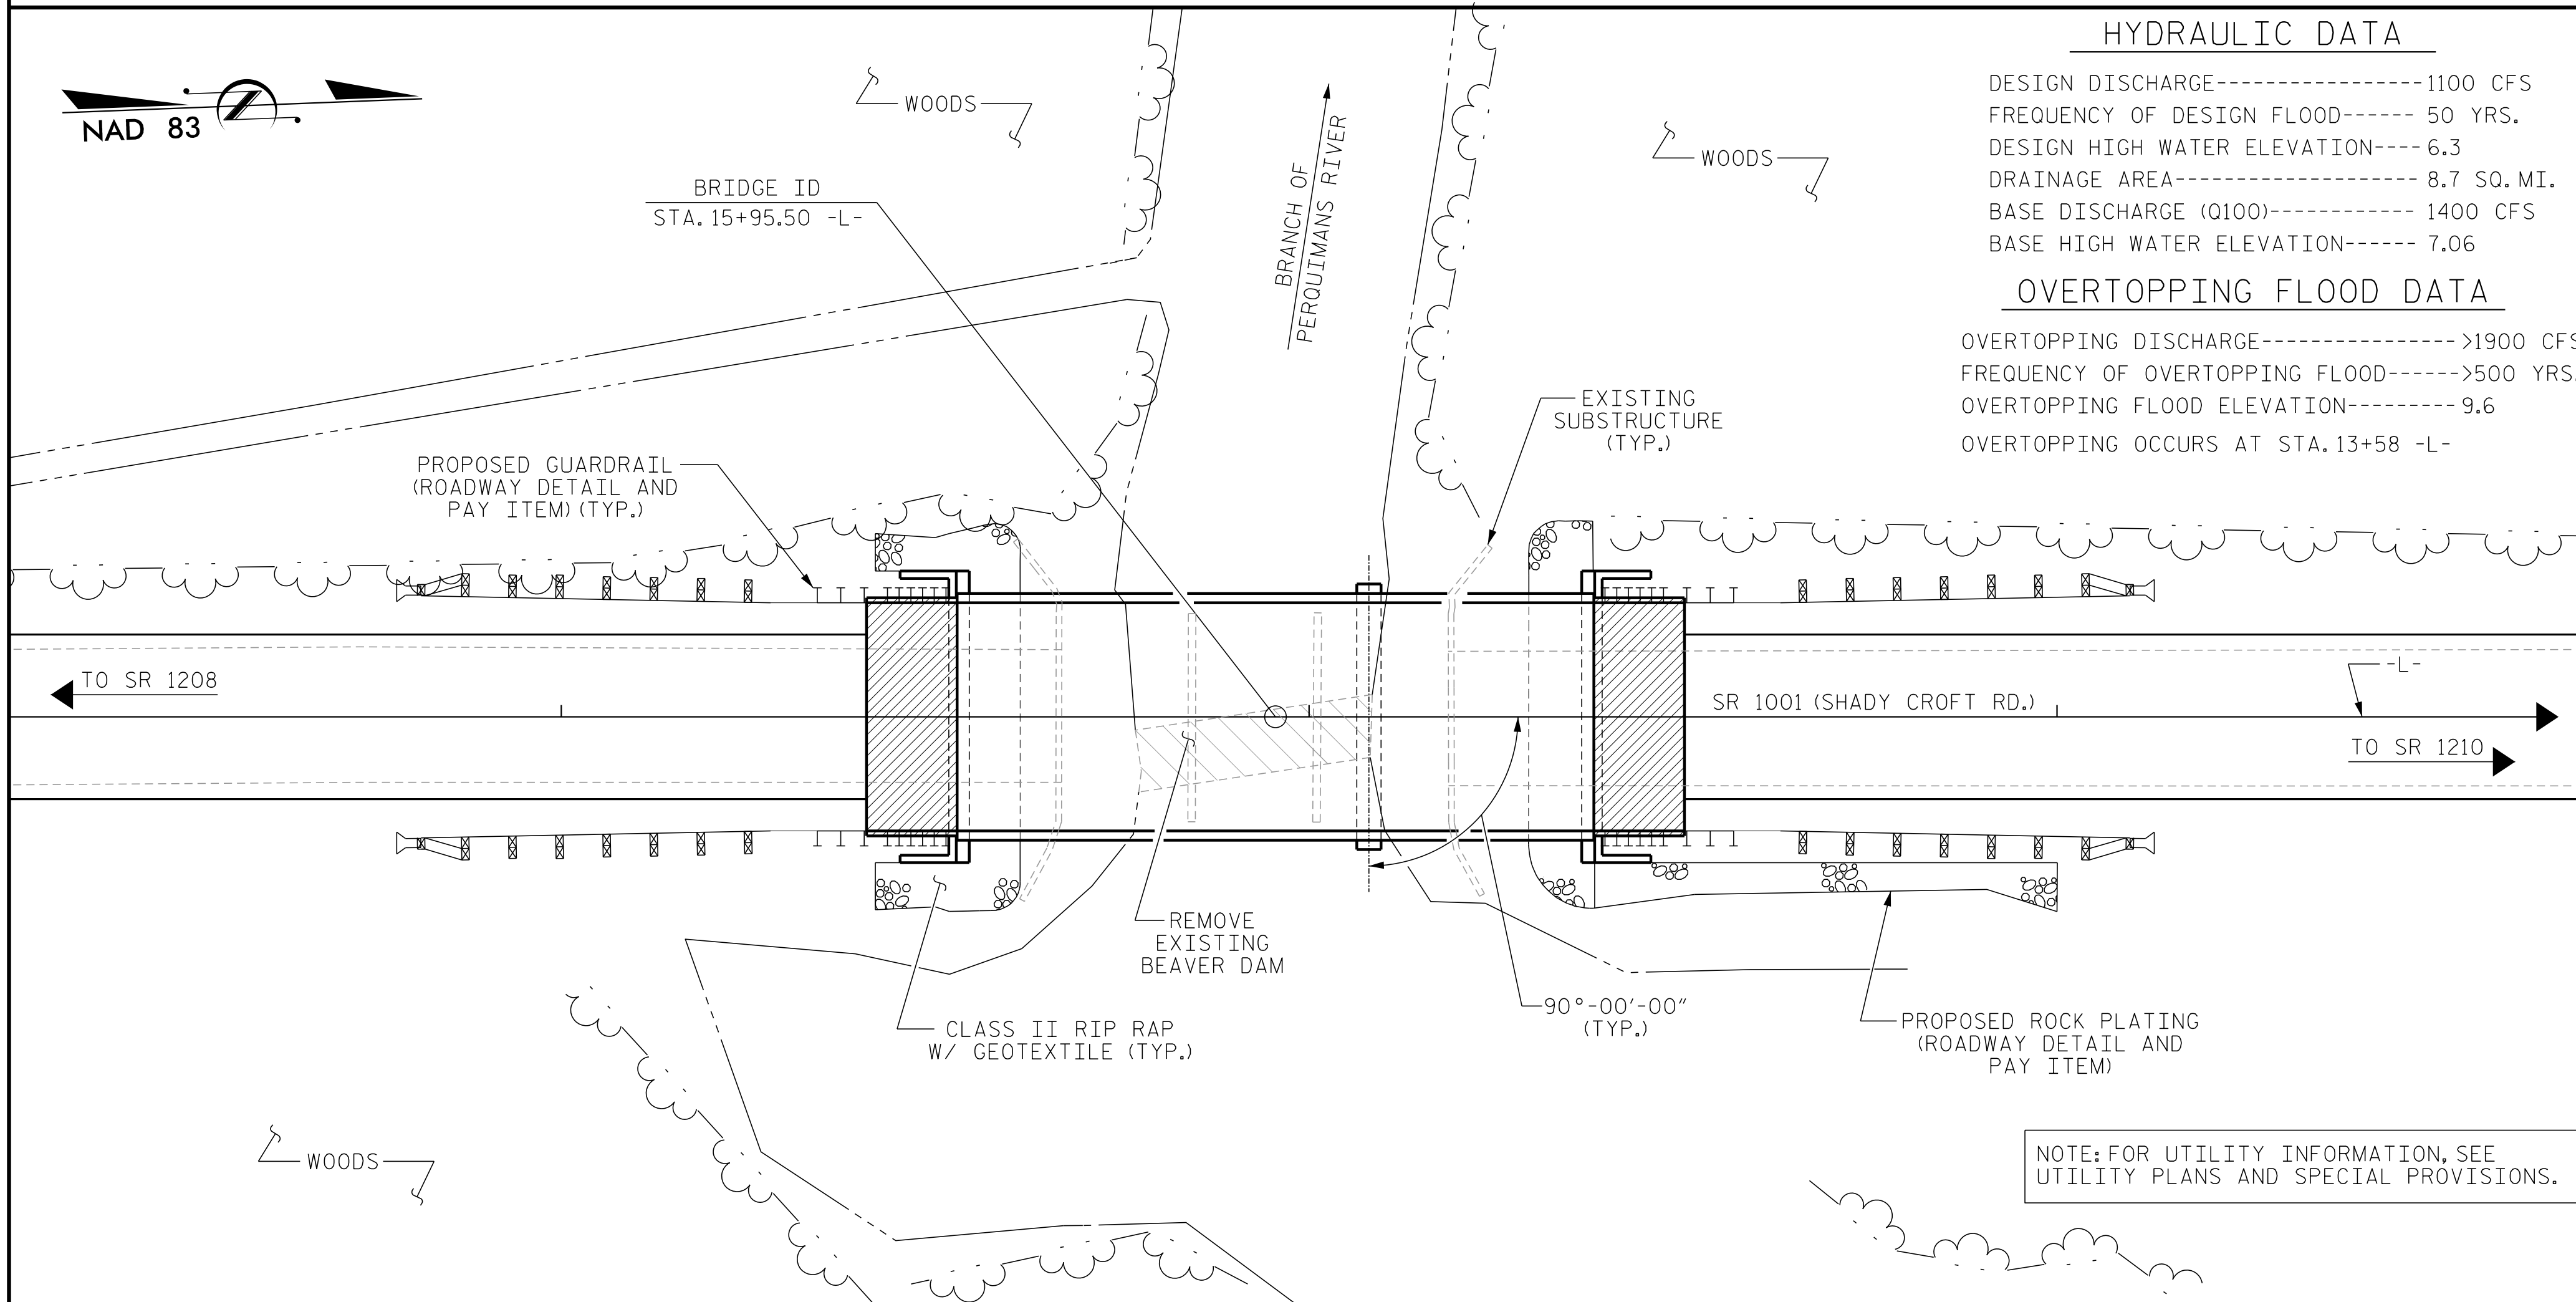 HYDRAULIC DATA
DESIGN DISCHARGE----------------1100 CFS
FREQUENCY OF DESIGN FLOOD------ 50 YRS.
DESIGN HIGH WATER ELEVATION----6.3
DRAINAGE AREA------------------- 8.7 SQ. MI.
BASE DISCHARGE (Q100)------------ 1400 CFS
BASE HIGH WATER ELEVATION------ 7.06
OVERTOPPING FLOOD DATA
OVERTOPPING DISCHARGE--------------->1900 CFS
FREQUENCY OF OVERTOPPING FLOOD------>500 YRS.
OVERTOPPING FLOOD ELEVATION---------9.6
OVERTOPPING OCCURS AT STA. 13+58 -L-
NAD 83
WOODS
WOODS
BRIDGE ID
STA. 15+95.50 -L-
BRANCH OF
PERQUIMANS RIVER
EXISTING
SUBSTRUCTURE
(TYP.)
PROPOSED GUARDRAIL
(ROADWAY DETAIL AND
PAY ITEM) (TYP.)
TO SR 1208
SR 1001 (SHADY CROFT RD.)
-L-
TO SR 1210
REMOVE
EXISTING
BEAVER DAM
CLASS II RIP RAP
W/ GEOTEXTILE (TYP.)
90°-00'-00"
(TYP.)
PROPOSED ROCK PLATING
(ROADWAY DETAIL AND
PAY ITEM)
WOODS
NOTE: FOR UTILITY INFORMATION, SEE
UTILITY PLANS AND SPECIAL PROVISIONS.